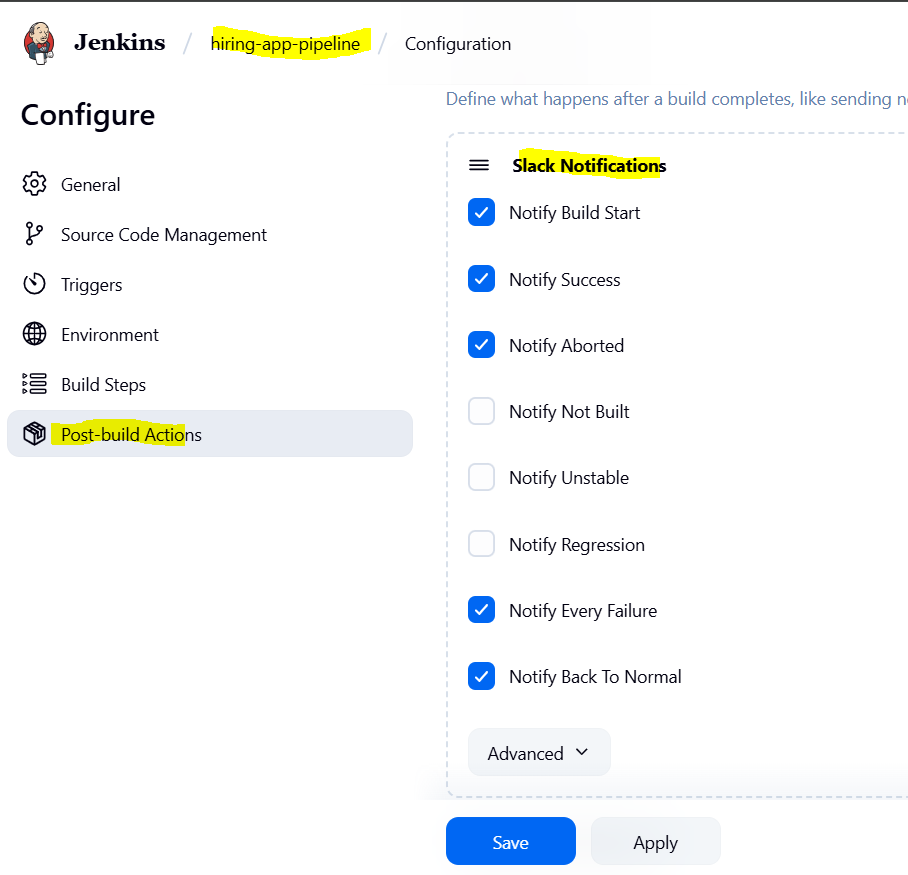 Jenkins / hiring-app-pipeline / Configuration
Configure
General
Source Code Management
Triggers
Environment
Build Steps
Post-build Actions
Define what happens after a build completes, like sending
Slack Notifications
Notify Build Start
Notify Success
Notify Aborted
Notify Not Built
Notify Unstable
Notify Regression
Notify Every Failure
Notify Back To Normal
Advanced
Save
Apply